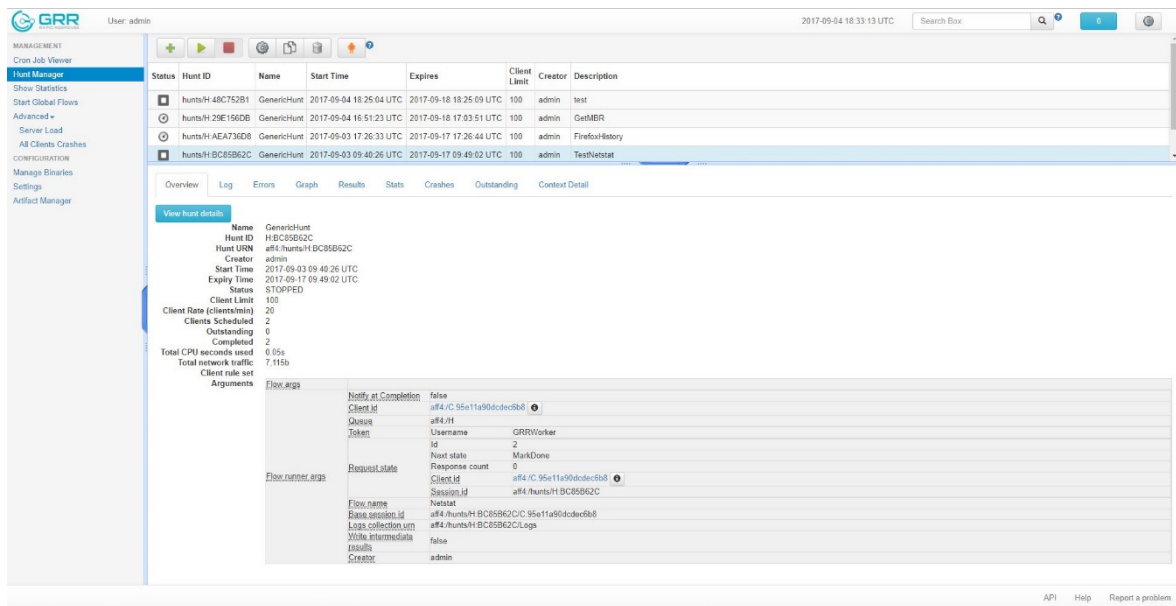 GRR
User: admin
2017-09-04 18:33:13 UTC
Search Box
0
MANAGEMENT
Cron Job Viewer
Hunt Manager
Show Statistics
Start Global Flows
Advanced
Server Load
All Clients Crashes
CONFIGURATION
Manage Binaries
Settings
Artifact Manager
Status Hunt ID Name Start Time Expires Client Limit Creator Description
hunts/H:48C752B1 GenericHunt 2017-09-04 18:25:04 UTC 2017-09-18 18:25:09 UTC 100 admin test
hunts/H:29E156DB GenericHunt 2017-09-04 16:51:23 UTC 2017-09-18 17:03:51 UTC 100 admin GetMBR
hunts/H:AEA736D8 GenericHunt 2017-09-03 17:26:33 UTC 2017-09-17 17:26:44 UTC 100 admin FirefoxHistory
hunts/H:BC85B62C GenericHunt 2017-09-03 09:40:26 UTC 2017-09-17 09:49:02 UTC 100 admin TestNetstat
Overview Log Errors Graph Results Stats Crashes Outstanding Context Detail
View hunt details
Name GenericHunt
Hunt ID H:BC85B62C
Hunt URN aff4:/hunts/H:BC85B62C
Creator admin
Start Time 2017-09-03 09:40:26 UTC
Expiry Time 2017-09-17 09:49:02 UTC
Status STOPPED
Client Limit 100
Client Rate (clients/min) 20
Clients Scheduled 2
Outstanding 0
Completed 2
Total CPU seconds used 0.05s
Total network traffic 7,115b
Client rule set
Arguments Flow args
Flow runner args
Notify at Completion false
Client id aff4:/C.95e11a90dcdec6b8
Queue aff4:/H
Token Username GRRWorker
Request state
Id 2
Next state MarkDone
Response count 0
Client id aff4:/C.95e11a90dcdec6b8
Session id aff4:/hunts/H:BC85B62C
Flow name Netstat
Base session id aff4:/hunts/H:BC85B62C/C.95e11a90dcdec6b8
Logs collection urn aff4:/hunts/H:BC85B62C/Logs
Write intermediate results false
Creator admin
API Help Report a problem